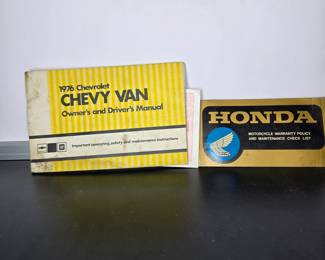 1976 Chevrolet
CHEVY VAN
Owner's and Driver's Manual
Important operating, safety and maintenance instructions
HONDA
MOTORCYCLE WARRANTY POLICY
AND MAINTENANCE CHECK LIST